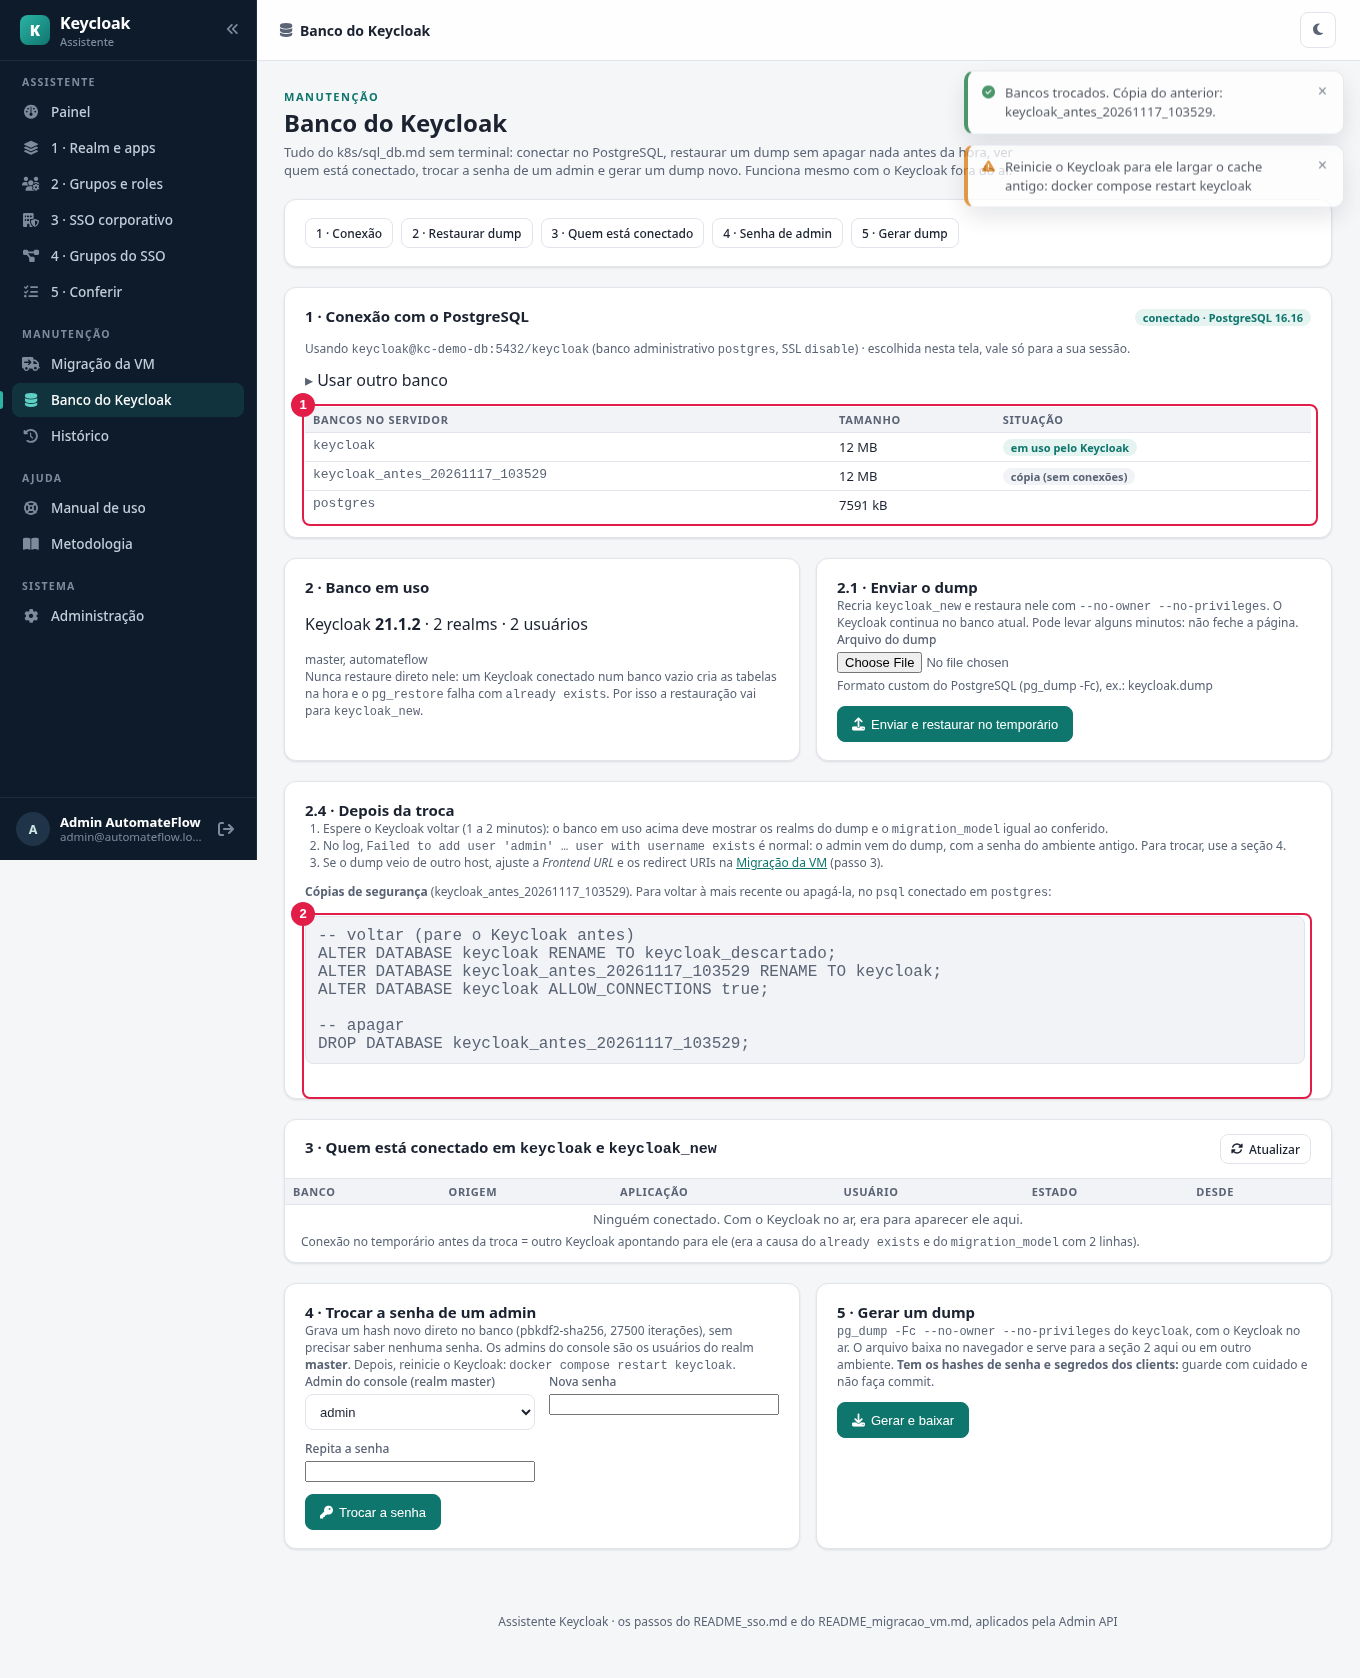 K
Keycloak
Assistente
ASSISTENTE
Painel
1 · Realm e apps
2 · Grupos e roles
3 · SSO corporativo
4 · Grupos do SSO
5 · Conferir
MANUTENÇÃO
Migração da VM
Banco do Keycloak
Histórico
AJUDA
Manual de uso
Metodologia
SISTEMA
Administração
A
Admin AutomateFlow
admin@automateflow.lo...
Banco do Keycloak
Bancos trocados. Cópia do anterior:
keycloak_antes_20261117_103529.
×
Reinicie o Keycloak para ele largar o cache
antigo: docker compose restart keycloak
×
MANUTENÇÃO
Banco do Keycloak
Tudo do k8s/sql_db.md sem terminal: conectar no PostgreSQL, restaurar um dump sem apagar nada antes da hora, ver
quem está conectado, trocar a senha de um admin e gerar um dump novo. Funciona mesmo com o Keycloak fora do ar.
1 · Conexão
2 · Restaurar dump
3 · Quem está conectado
4 · Senha de admin
5 · Gerar dump
1 · Conexão com o PostgreSQL
conectado · PostgreSQL 16.16
Usando keycloak@kc-demo-db:5432/keycloak (banco administrativo postgres, SSL disable) · escolhida nesta tela, vale só para a sua sessão.
▸ Usar outro banco
1
BANCOS NO SERVIDOR TAMANHO SITUAÇÃO
keycloak 12 MB em uso pelo Keycloak
keycloak_antes_20261117_103529 12 MB cópia (sem conexões)
postgres 7591 kB
2 · Banco em uso
Keycloak 21.1.2 · 2 realms · 2 usuários
master, automateflow
Nunca restaure direto nele: um Keycloak conectado num banco vazio cria as tabelas
na hora e o pg_restore falha com already exists. Por isso a restauração vai
para keycloak_new.
2.1 · Enviar o dump
Recria keycloak_new e restaura nele com --no-owner --no-privileges. O
Keycloak continua no banco atual. Pode levar alguns minutos: não feche a página.
Arquivo do dump
Choose File No file chosen
Formato custom do PostgreSQL (pg_dump -Fc), ex.: keycloak.dump
Enviar e restaurar no temporário
2.4 · Depois da troca
1. Espere o Keycloak voltar (1 a 2 minutos): o banco em uso acima deve mostrar os realms do dump e o migration_model igual ao conferido.
2. No log, Failed to add user 'admin' … user with username exists é normal: o admin vem do dump, com a senha do ambiente antigo. Para trocar, use a seção 4.
3. Se o dump veio de outro host, ajuste a Frontend URL e os redirect URIs na Migração da VM (passo 3).
Cópias de segurança (keycloak_antes_20261117_103529). Para voltar à mais recente ou apagá-la, no psql conectado em postgres:
2
-- voltar (pare o Keycloak antes)
ALTER DATABASE keycloak RENAME TO keycloak_descartado;
ALTER DATABASE keycloak_antes_20261117_103529 RENAME TO keycloak;
ALTER DATABASE keycloak ALLOW_CONNECTIONS true;
-- apagar
DROP DATABASE keycloak_antes_20261117_103529;
3 · Quem está conectado em keycloak e keycloak_new
Atualizar
BANCO ORIGEM APLICAÇÃO USUÁRIO ESTADO DESDE
Ninguém conectado. Com o Keycloak no ar, era para aparecer ele aqui.
Conexão no temporário antes da troca = outro Keycloak apontando para ele (era a causa do already exists e do migration_model com 2 linhas).
4 · Trocar a senha de um admin
Grava um hash novo direto no banco (pbkdf2-sha256, 27500 iterações), sem
precisar saber nenhuma senha. Os admins do console são os usuários do realm
master. Depois, reinicie o Keycloak: docker compose restart keycloak.
Admin do console (realm master)
admin
Nova senha
Repita a senha
Trocar a senha
5 · Gerar um dump
pg_dump -Fc --no-owner --no-privileges do keycloak, com o Keycloak no
ar. O arquivo baixa no navegador e serve para a seção 2 aqui ou em outro
ambiente. Tem os hashes de senha e segredos dos clients: guarde com cuidado e
não faça commit.
Gerar e baixar
Assistente Keycloak · os passos do README_sso.md e do README_migracao_vm.md, aplicados pela Admin API